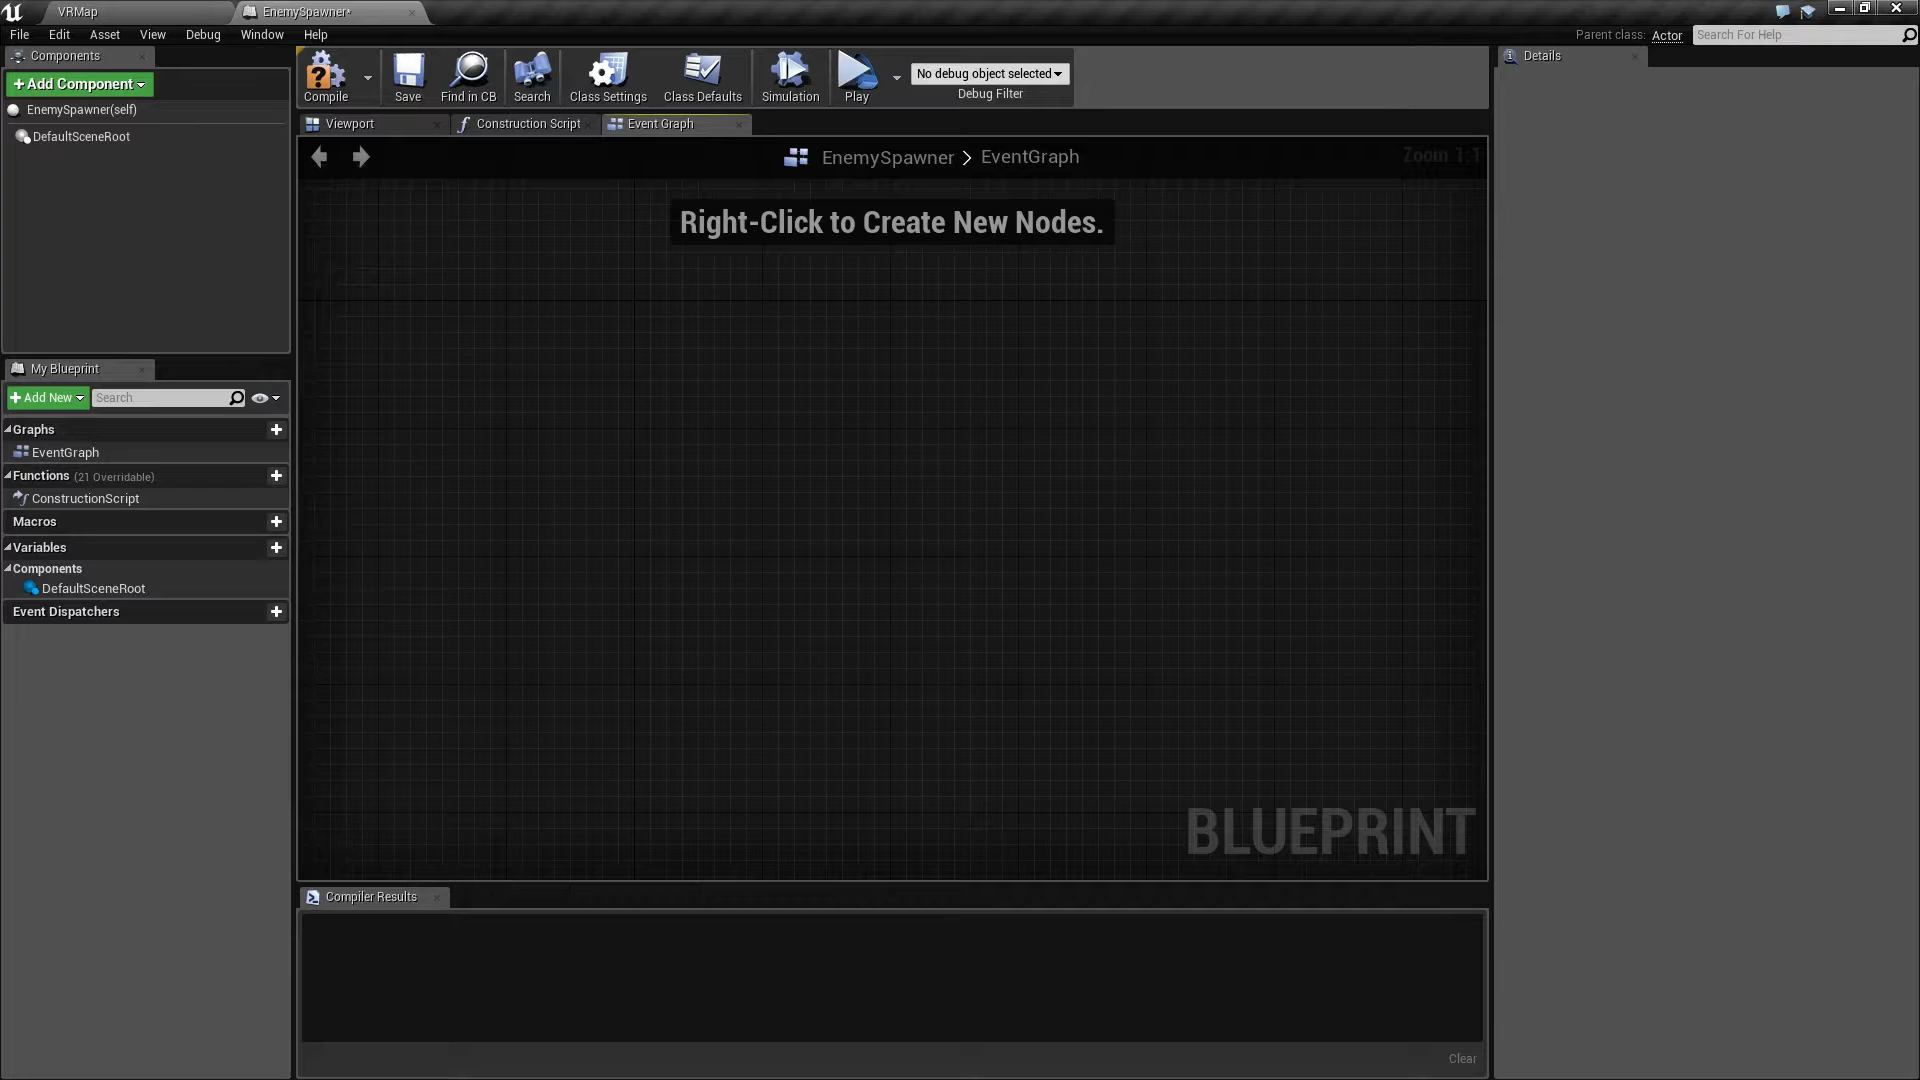 VRMap
EnemySpawner*
File Edit Asset View Debug Window Help
Parent class: Actor
Search For Help
Components
Add Component
EnemySpawner(self)
DefaultSceneRoot
Compile
Save
Find in CB
Search
Class Settings
Class Defaults
Simulation
Play
No debug object selected
Debug Filter
Details
Viewport
Construction Script
Event Graph
EnemySpawner > EventGraph
Zoom 1:1
Right-Click to Create New Nodes.
BLUEPRINT
My Blueprint
Add New
Search
Graphs
EventGraph
Functions (21 Overridable)
ConstructionScript
Macros
Variables
Components
DefaultSceneRoot
Event Dispatchers
Compiler Results
Clear